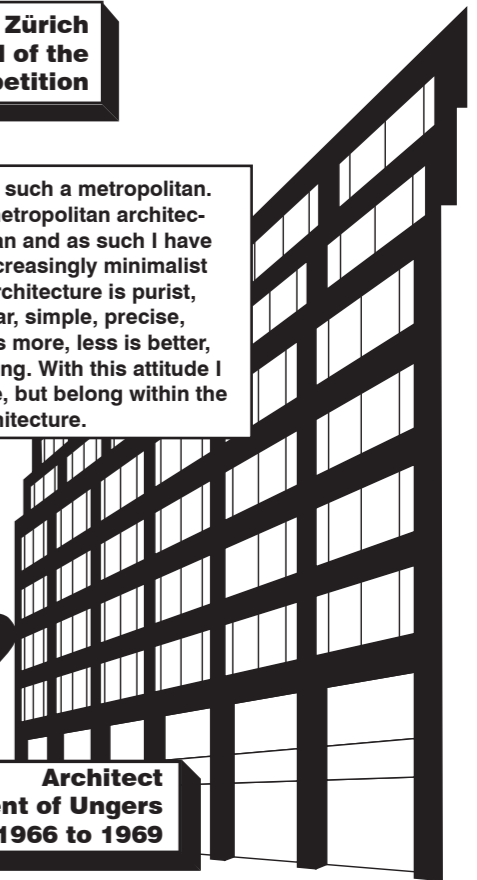 Zürich
l of the
petition
such a metropolitan.
etropolitan architec-
an and as such I have
creasingly minimalist
rchitecture is purist,
ar, simple, precise,
s more, less is better,
ng. With this attitude I
e, but belong within the
hitecture.
Architect
ent of Ungers
1966 to 1969